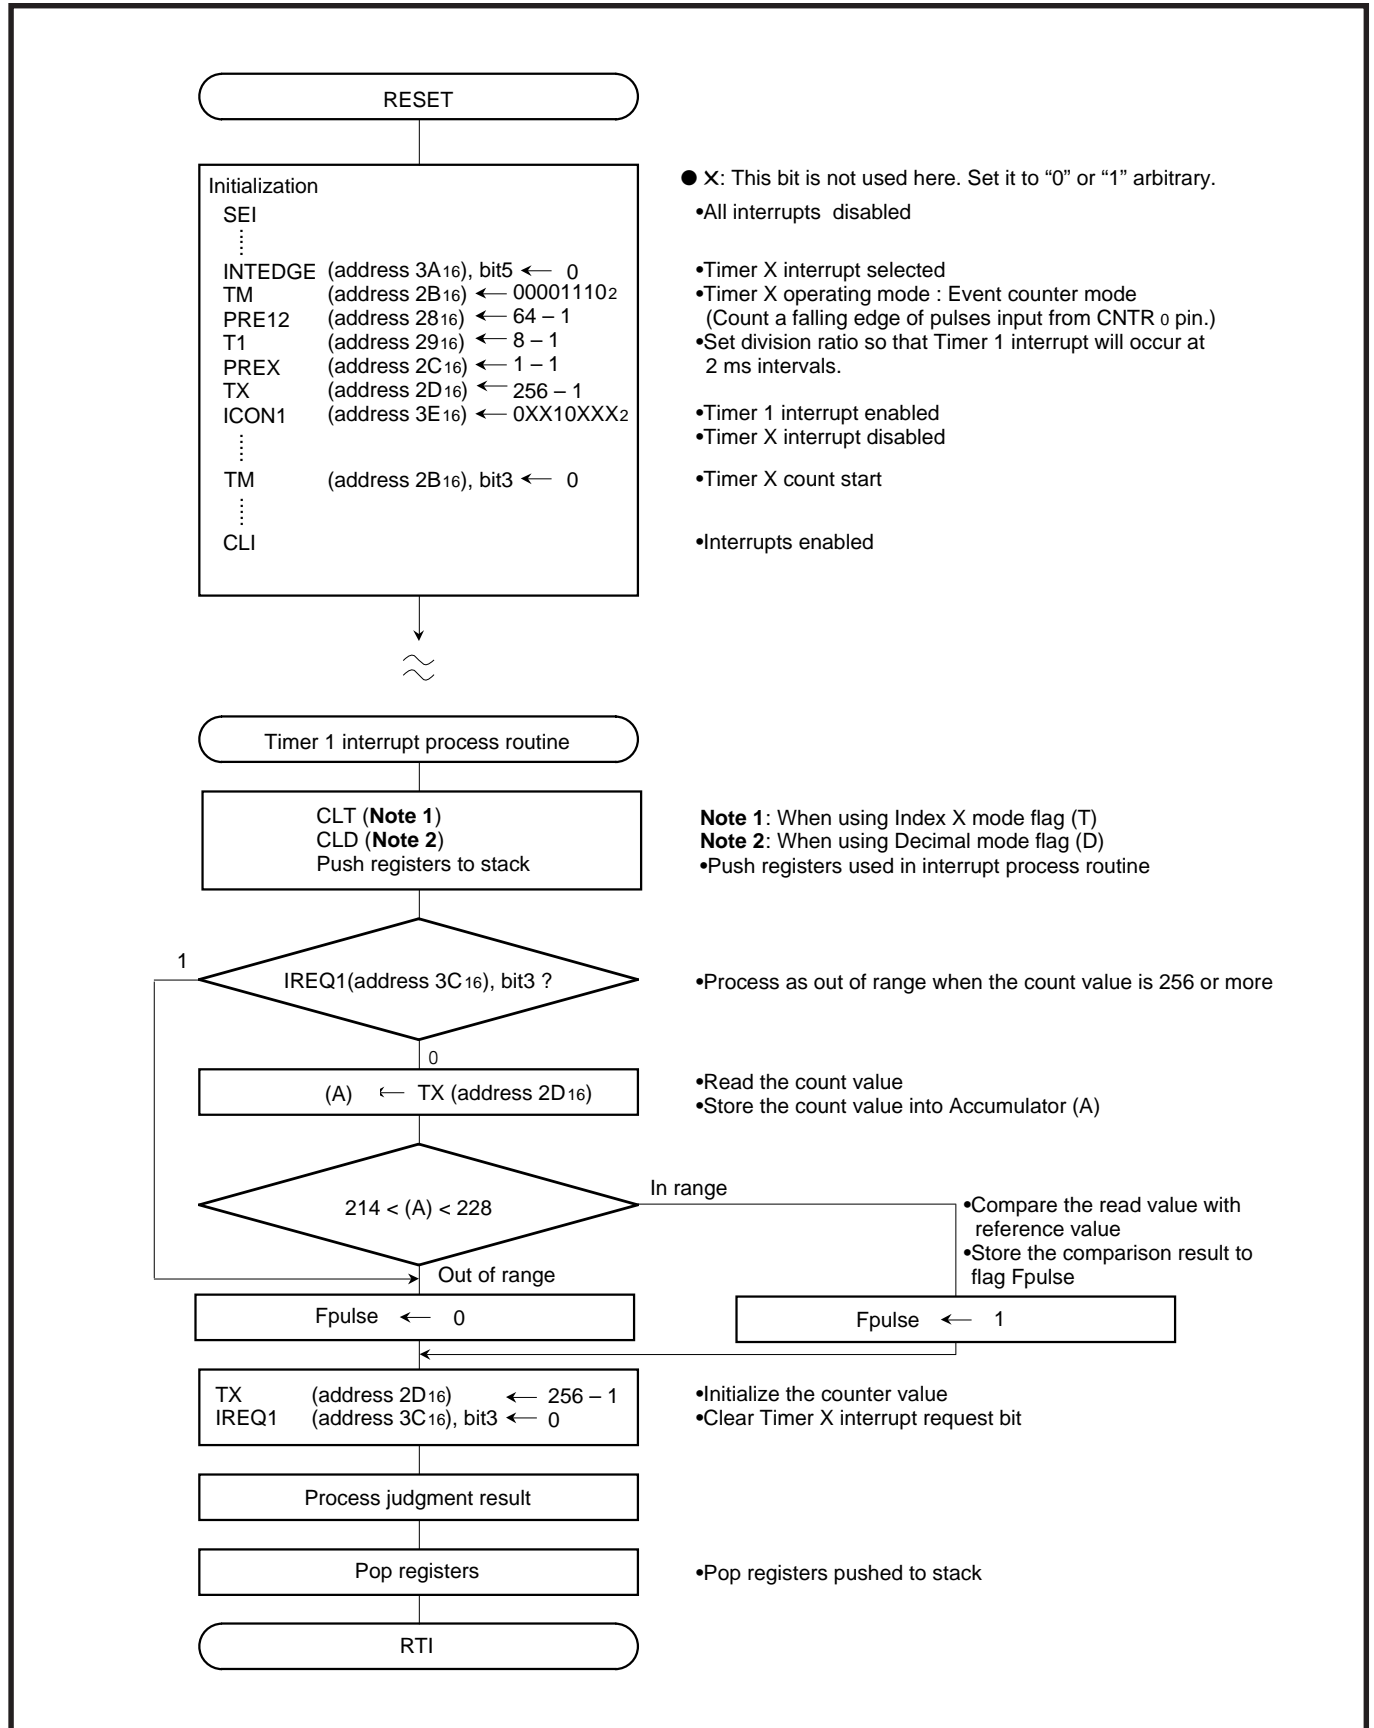 RESET
Initialization
● X: This bit is not used here. Set it to “0” or “1” arbitrary.
SEI
•All interrupts disabled
INTEDGE (address 3A16), bit5 ← 0
•Timer X interrupt selected
TM (address 2B16) ← 000011102
•Timer X operating mode : Event counter mode
(Count a falling edge of pulses input from CNTR 0 pin.)
PRE12 (address 2816) ← 64 – 1
T1 (address 2916) ← 8 – 1
•Set division ratio so that Timer 1 interrupt will occur at
2 ms intervals.
PREX (address 2C16) ← 1 – 1
TX (address 2D16) ← 256 – 1
ICON1 (address 3E16) ← 0XX10XXX2
•Timer 1 interrupt enabled
•Timer X interrupt disabled
TM (address 2B16), bit3 ← 0
•Timer X count start
CLI
•Interrupts enabled
Timer 1 interrupt process routine
CLT (Note 1)
CLD (Note 2)
Push registers to stack
Note 1: When using Index X mode flag (T)
Note 2: When using Decimal mode flag (D)
•Push registers used in interrupt process routine
1
IREQ1(address 3C16), bit3 ?
•Process as out of range when the count value is 256 or more
0
(A) ← TX (address 2D16)
•Read the count value
•Store the count value into Accumulator (A)
214 < (A) < 228
In range
•Compare the read value with
reference value
•Store the comparison result to
flag Fpulse
Out of range
Fpulse ← 0
Fpulse ← 1
TX (address 2D16) ← 256 – 1
IREQ1 (address 3C16), bit3 ← 0
•Initialize the counter value
•Clear Timer X interrupt request bit
Process judgment result
Pop registers
•Pop registers pushed to stack
RTI